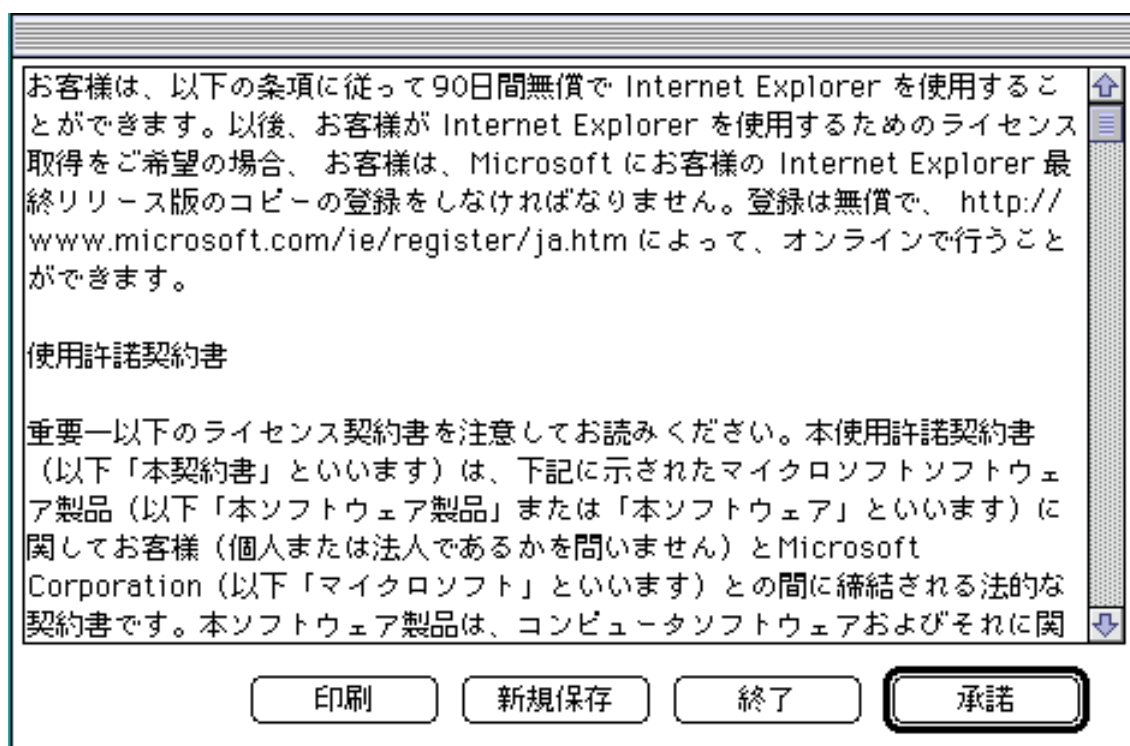 お客様は、以下の条項に従って90日間無償で Internet Explorer を使用するこ
とができます。以後、お客様が Internet Explorer を使用するためのライセンス
取得をご希望の場合、 お客様は、Microsoft にお客様の Internet Explorer 最
終リリース版のコピーの登録をしなければなりません。登録は無償で、 http://
www.microsoft.com/ie/register/ja.htm によって、オンラインで行うこと
ができます。
使用許諾契約書
重要―以下のライセンス契約書を注意してお読みください。本使用許諾契約書
（以下「本契約書」といいます）は、下記に示されたマイクロソフトソフトウェ
ア製品（以下「本ソフトウェア製品」または「本ソフトウェア」といいます）に
関してお客様（個人または法人であるかを問いません）とMicrosoft
Corporation（以下「マイクロソフト」といいます）との間に締結される法的な
契約書です。本ソフトウェア製品は、コンピュータソフトウェアおよびそれに関
印刷 新規保存 終了 承諾